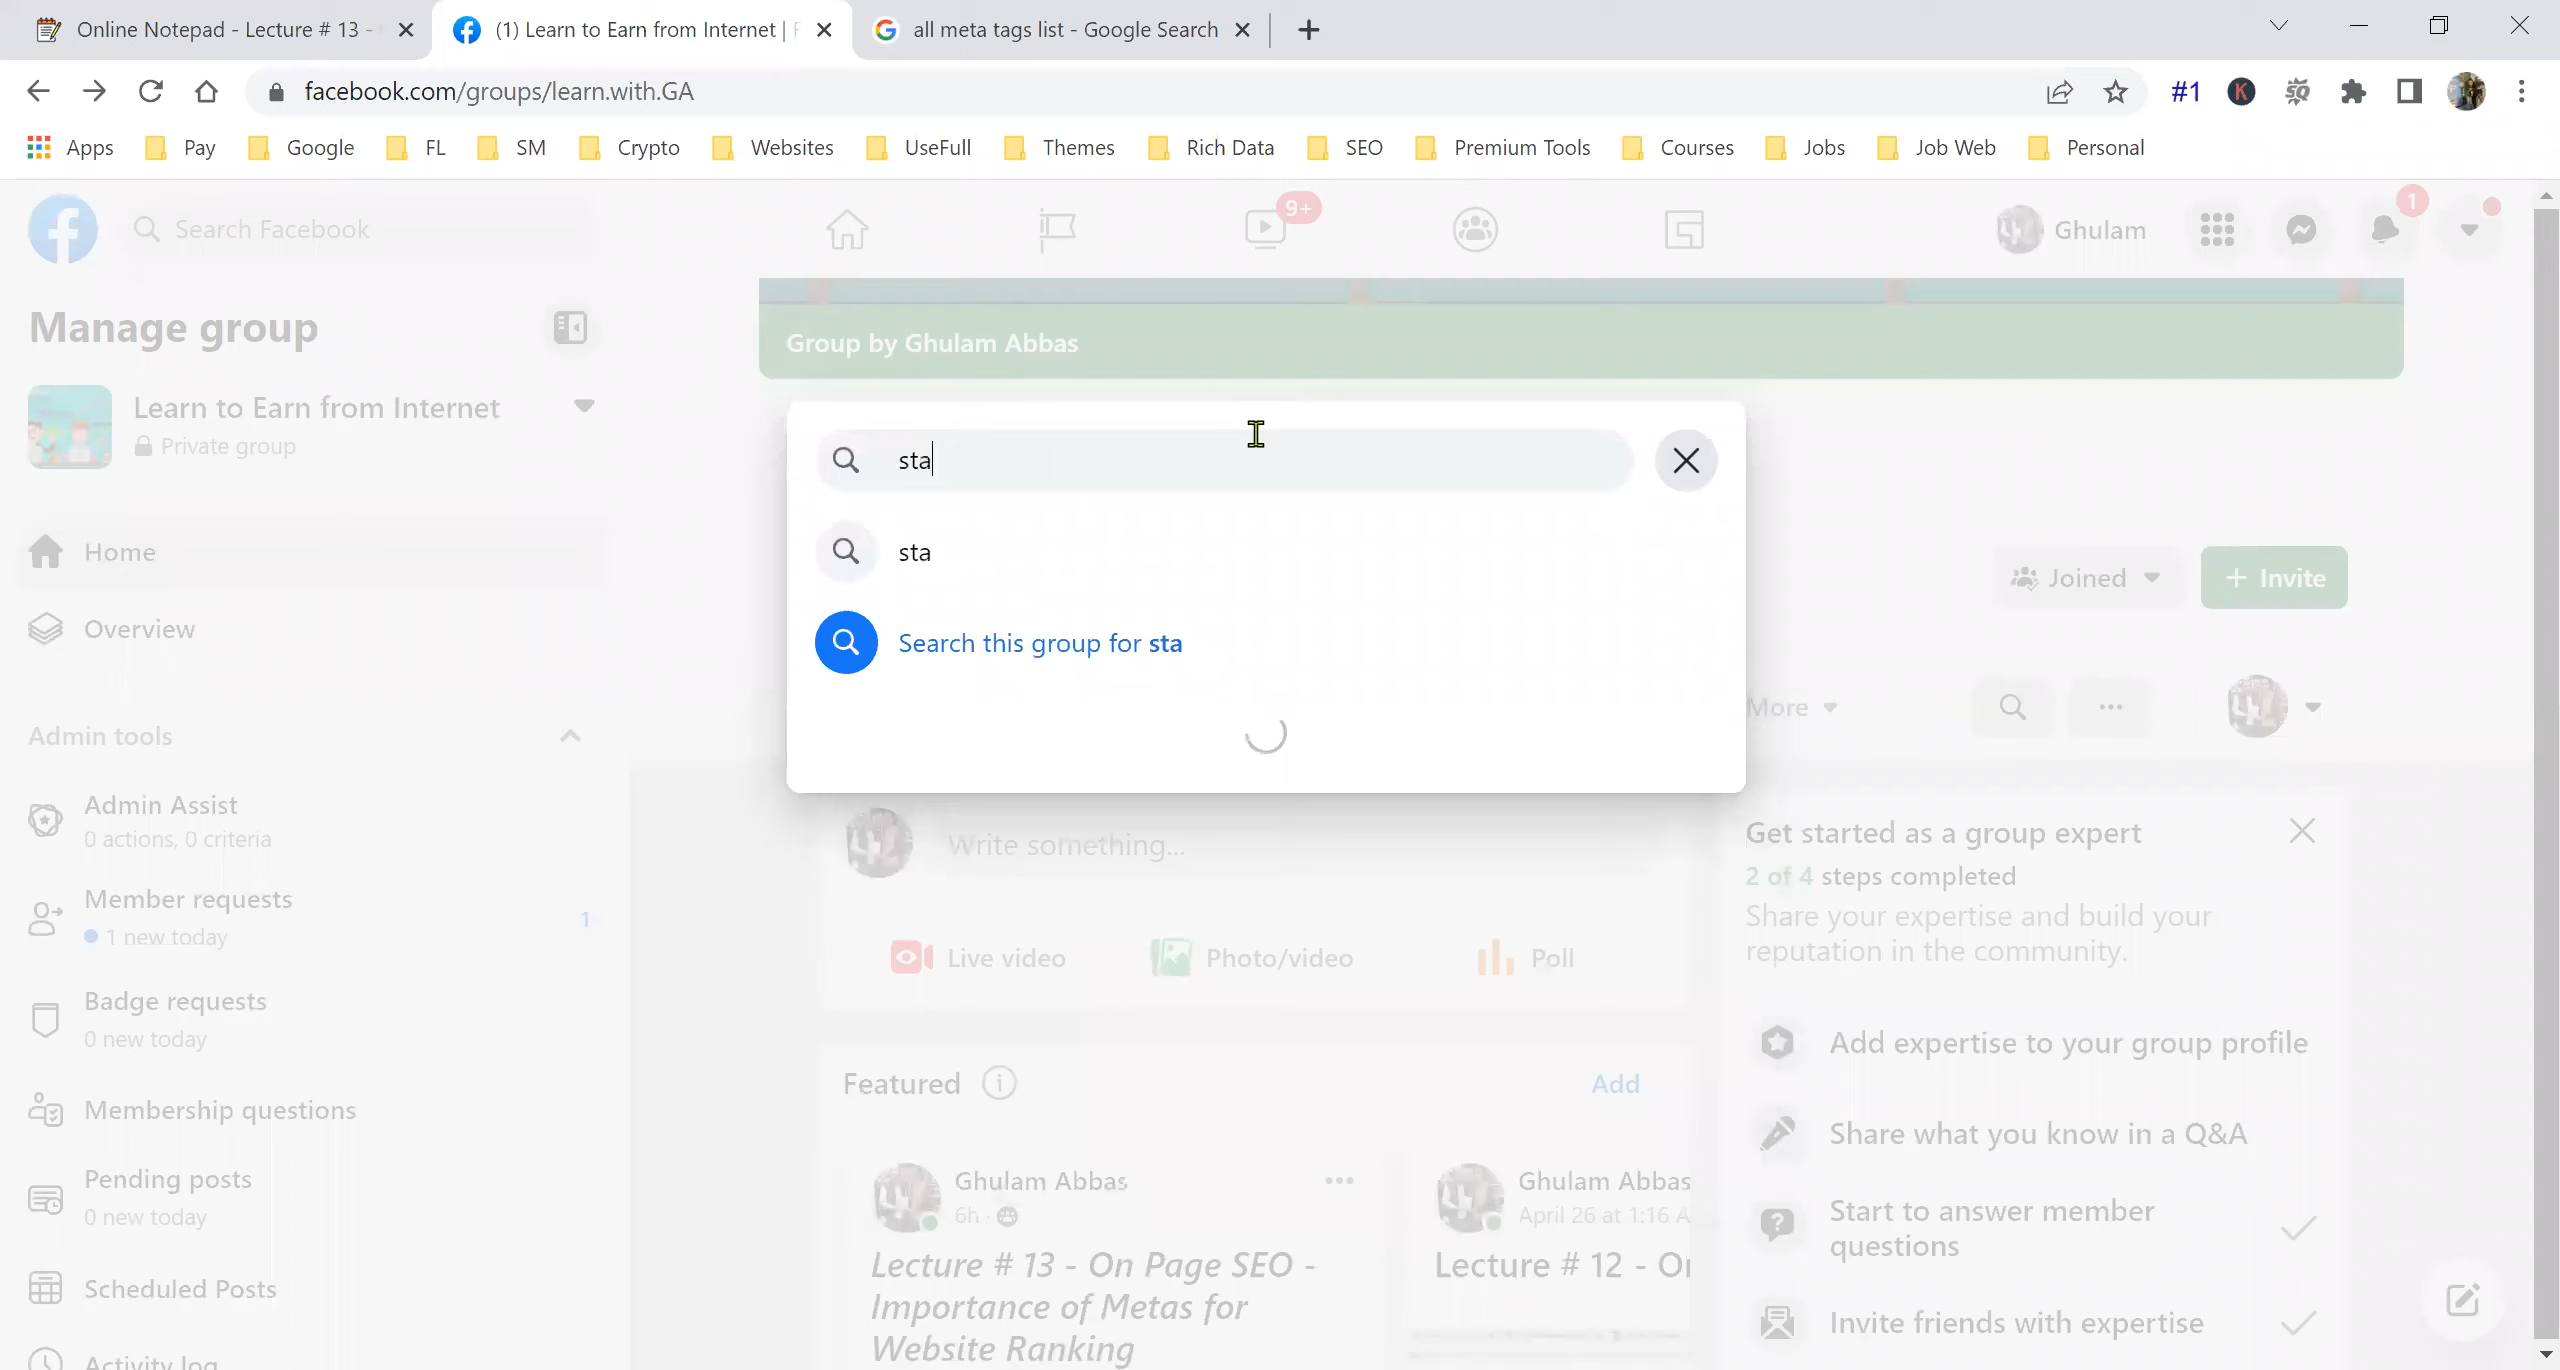 Online Notepad - Lecture # 13 -
(1) Learn to Earn from Internet | F
all meta tags list - Google Search
facebook.com/groups/learn.with.GA
#1
K
SQ
Apps
Pay
Google
FL
SM
Crypto
Websites
UseFull
Themes
Rich Data
SEO
Premium Tools
Courses
Jobs
Job Web
Personal
Search Facebook
9+
Ghulam
1
Manage group
Group by Ghulam Abbas
Learn to Earn from Internet
Private group
sta
sta
Search this group for sta
Home
Overview
Joined
+ Invite
More
Admin tools
Admin Assist
0 actions, 0 criteria
Member requests
1 new today
1
Badge requests
0 new today
Membership questions
Pending posts
0 new today
Scheduled Posts
Activity log
Write something...
Live video
Photo/video
Poll
Featured
Add
Ghulam Abbas
6h ·
Lecture # 13 - On Page SEO -
Importance of Metas for
Website Ranking
Ghulam Abbas
April 26 at 1:16 A
Lecture # 12 - On
Get started as a group expert
2 of 4 steps completed
Share your expertise and build your
reputation in the community.
Add expertise to your group profile
Share what you know in a Q&A
Start to answer member
questions
Invite friends with expertise